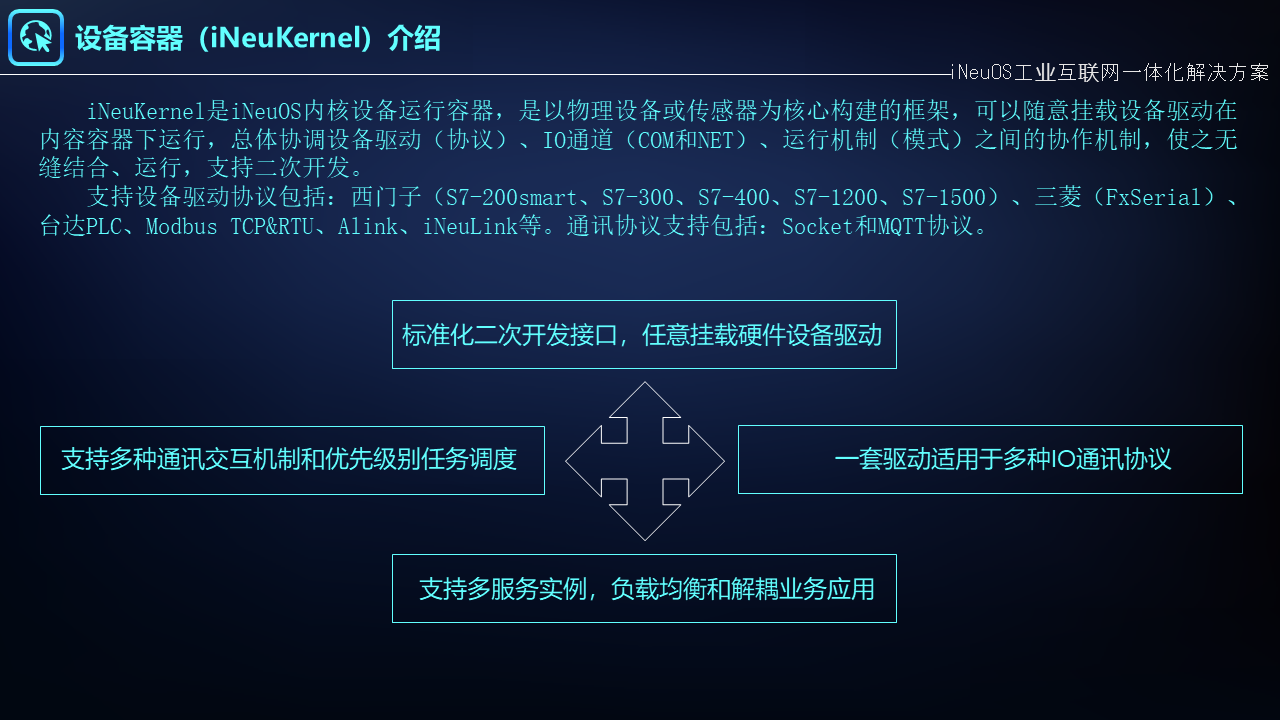 设备容器（iNeuKernel）介绍
iNeuOS工业互联网一体化解决方案
iNeuKernel是iNeuOS内核设备运行容器，是以物理设备或传感器为核心构建的框架，可以随意挂载设备驱动在
内容容器下运行，总体协调设备驱动（协议）、IO通道（COM和NET）、运行机制（模式）之间的协作机制，使之无
缝结合、运行，支持二次开发。
支持设备驱动协议包括：西门子（S7-200smart、S7-300、S7-400、S7-1200、S7-1500）、三菱（FxSerial）、
台达PLC、Modbus TCP&RTU、Alink、iNeuLink等。通讯协议支持包括：Socket和MQTT协议。
标准化二次开发接口，任意挂载硬件设备驱动
支持多种通讯交互机制和优先级别任务调度
一套驱动适用于多种IO通讯协议
支持多服务实例，负载均衡和解耦业务应用